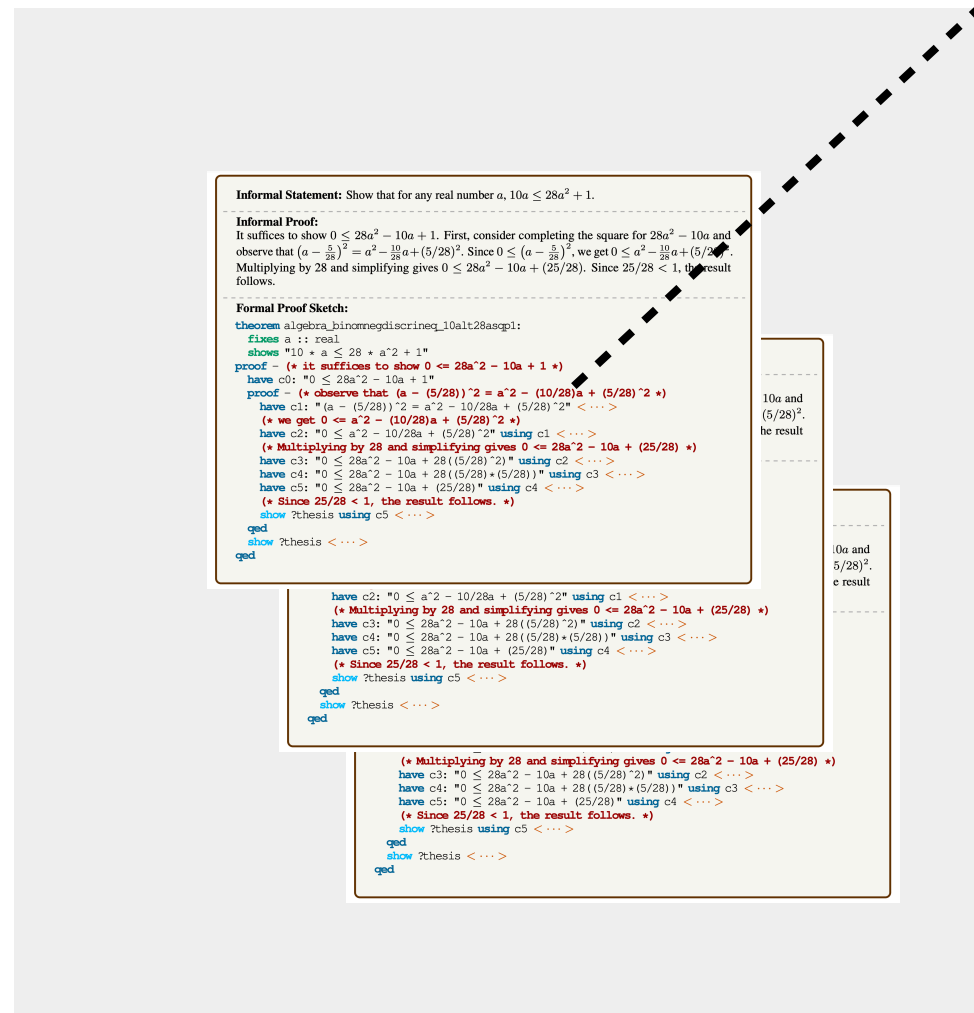 Informal Statement: Show that for any real number a, 10a ≤ 28a² + 1.
Informal Proof:
It suffices to show 0 ≤ 28a² − 10a + 1. First, consider completing the square for 28a² − 10a and
observe that (a − 5/28)² = a² − 10/28 a + (5/28)². Since 0 ≤ (a − 5/28)², we get 0 ≤ a² − 10/28 a + (5/28)².
Multiplying by 28 and simplifying gives 0 ≤ 28a² − 10a + (25/28). Since 25/28 < 1, the result
follows.
Formal Proof Sketch:
theorem algebra_binomnegdiscrineq_10alt28asqp1:
fixes a :: real
shows "10 * a ≤ 28 * a^2 + 1"
proof - (* it suffices to show 0 <= 28a^2 - 10a + 1 *)
have c0: "0 ≤ 28a^2 - 10a + 1"
proof - (* observe that (a - (5/28))^2 = a^2 - (10/28)a + (5/28)^2 *)
have c1: "(a - (5/28))^2 = a^2 - 10/28a + (5/28)^2" < ··· >
(* we get 0 <= a^2 - (10/28)a + (5/28)^2 *)
have c2: "0 ≤ a^2 - 10/28a + (5/28)^2" using c1 < ··· >
(* Multiplying by 28 and simplifying gives 0 <= 28a^2 - 10a + (25/28) *)
have c3: "0 ≤ 28a^2 - 10a + 28((5/28)^2)" using c2 < ··· >
have c4: "0 ≤ 28a^2 - 10a + 28((5/28)*(5/28))" using c3 < ··· >
have c5: "0 ≤ 28a^2 - 10a + (25/28)" using c4 < ··· >
(* Since 25/28 < 1, the result follows. *)
show ?thesis using c5 < ··· >
qed
show ?thesis < ··· >
qed
10a and
(5/28)².
he result
have c2: "0 ≤ a^2 - 10/28a + (5/28)^2" using c1 < ··· >
(* Multiplying by 28 and simplifying gives 0 <= 28a^2 - 10a + (25/28) *)
have c3: "0 ≤ 28a^2 - 10a + 28((5/28)^2)" using c2 < ··· >
have c4: "0 ≤ 28a^2 - 10a + 28((5/28)*(5/28))" using c3 < ··· >
have c5: "0 ≤ 28a^2 - 10a + (25/28)" using c4 < ··· >
(* Since 25/28 < 1, the result follows. *)
show ?thesis using c5 < ··· >
qed
show ?thesis < ··· >
qed
0a and
5/28)².
e result
(* Multiplying by 28 and simplifying gives 0 <= 28a^2 - 10a + (25/28) *)
have c3: "0 ≤ 28a^2 - 10a + 28((5/28)^2)" using c2 < ··· >
have c4: "0 ≤ 28a^2 - 10a + 28((5/28)*(5/28))" using c3 < ··· >
have c5: "0 ≤ 28a^2 - 10a + (25/28)" using c4 < ··· >
(* Since 25/28 < 1, the result follows. *)
show ?thesis using c5 < ··· >
qed
show ?thesis < ··· >
qed